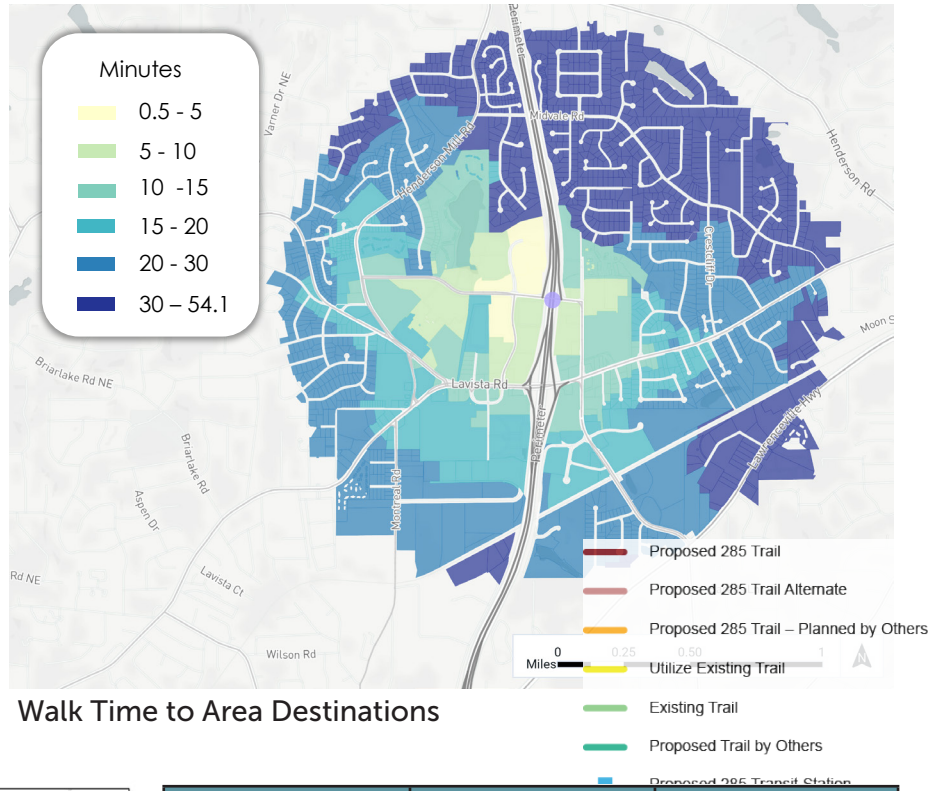 Minutes
0.5 - 5
5 - 10
10 -15
15 - 20
20 - 30
30 – 54.1
Perimeter
Varner Dr NE
Midvale Rd
Henderson Mill Rd
Henderson Rd
Crescent Dr
Moon S
Briarlake Rd NE
Lavista Rd
Perimeter
Lawrenceville Hwy
Briarlake Rd
Montreal Rd
Aspen Dr
Rd NE
Lavista Ct
Wilson Rd
Miles
0
0.25
0.50
1
N
Proposed 285 Trail
Proposed 285 Trail Alternate
Proposed 285 Trail – Planned by Others
Utilize Existing Trail
Existing Trail
Proposed Trail by Others
Proposed 285 Transit Station
Walk Time to Area Destinations